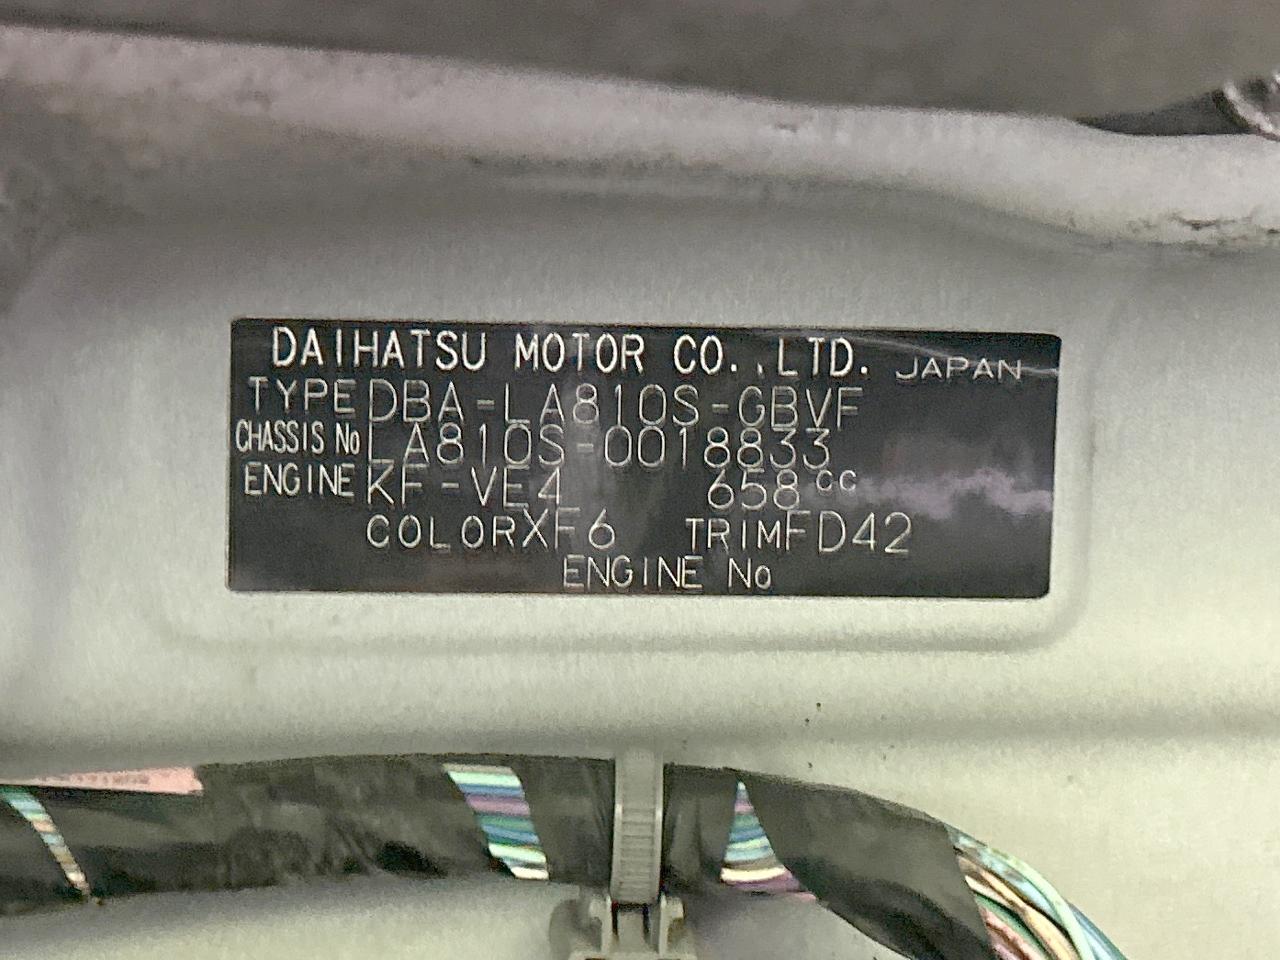 DAIHATSU MOTOR CO.,LTD. JAPAN
TYPE DBA-LA810S-GBVF
CHASSIS No LA810S-0018833
ENGINE KF-VE4 658cc
COLOR XF6 TRIM FD42
ENGINE No